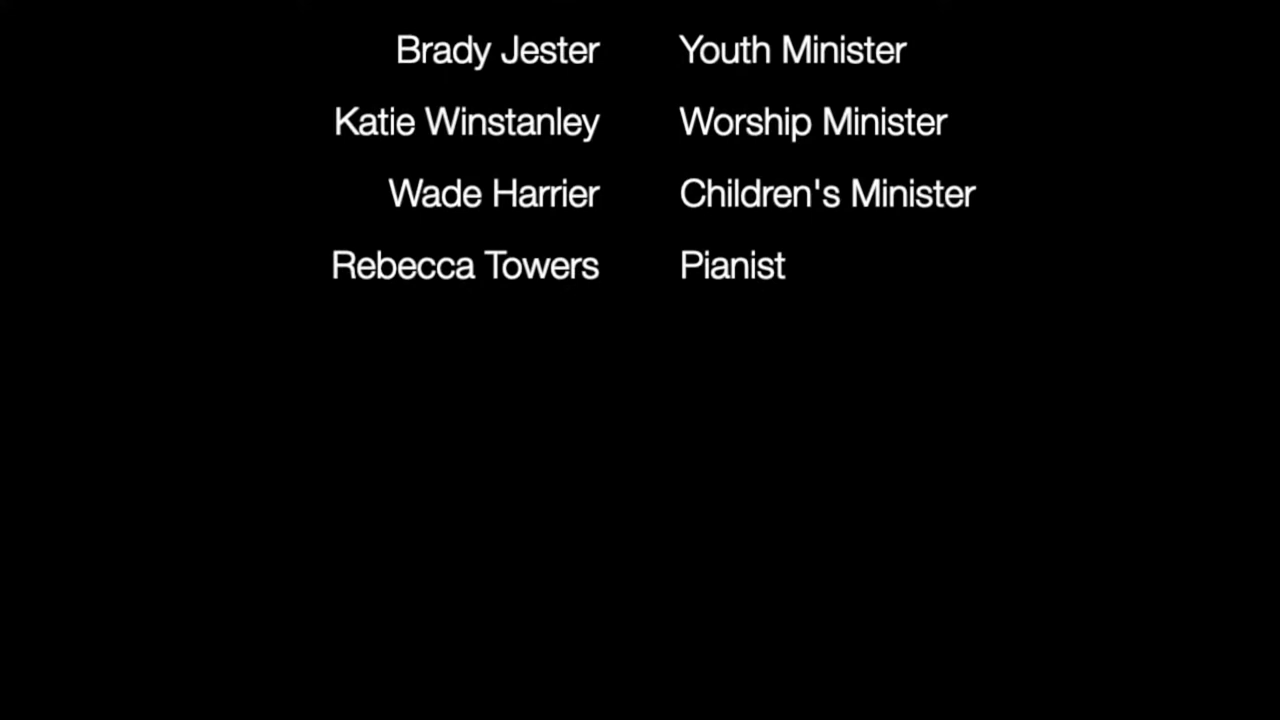 Brady Jester Youth Minister
Katie Winstanley Worship Minister
Wade Harrier Children's Minister
Rebecca Towers Pianist